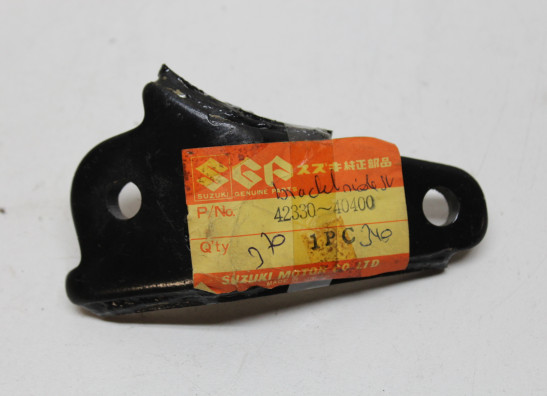 SGP スズキ純正部品
SUZUKI GENUINE PARTS
P/No. 42330-40400
Q'ty 1PC
SUZUKI MOTOR CO., LTD